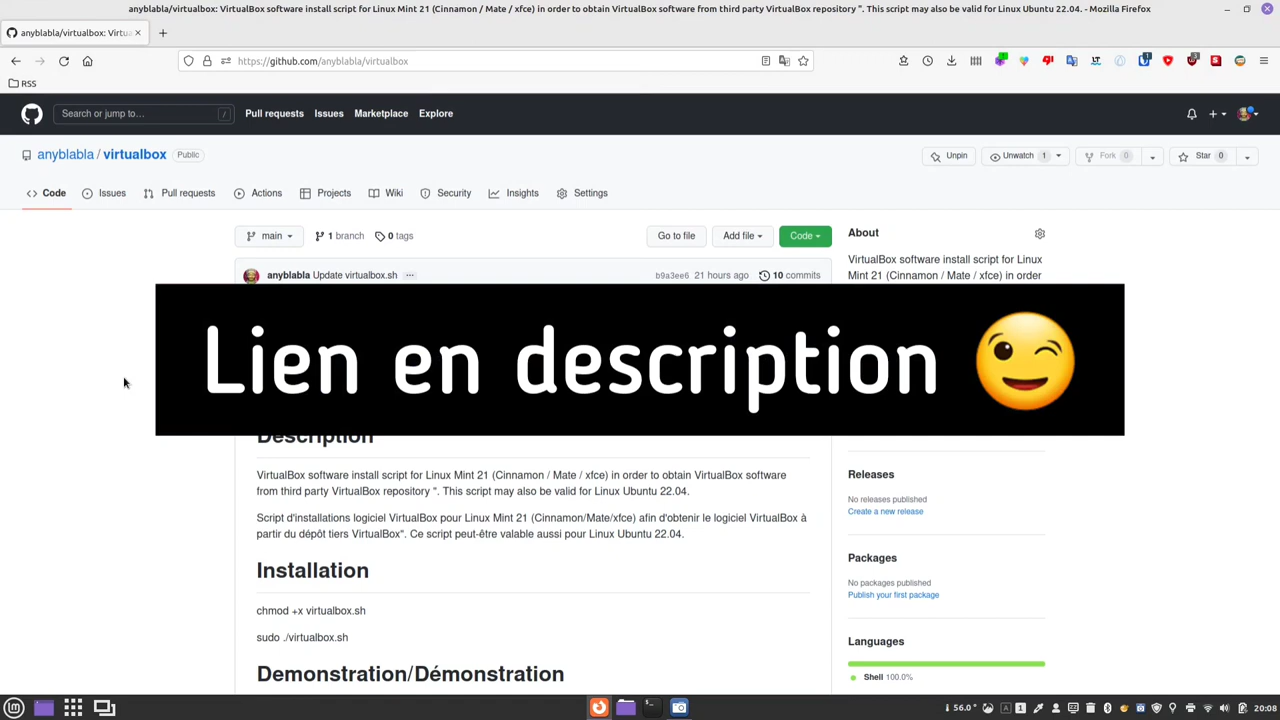 anyblabla/virtualbox: VirtualBox software install script for Linux Mint 21 (Cinnamon / Mate / xfce) in order to obtain VirtualBox software from third party VirtualBox repository ". This script may also be valid for Linux Ubuntu 22.04. - Mozilla Firefox
anyblabla/virtualbox: Virtu
https://github.com/anyblabla/virtualbox
RSS
Search or jump to… /
Pull requests Issues Marketplace Explore
anyblabla / virtualbox Public
Unpin Unwatch 1 Fork 0 Star 0
Code Issues Pull requests Actions Projects Wiki Security Insights Settings
main 1 branch 0 tags Go to file Add file Code
anyblabla Update virtualbox.sh ... b9a3ee6 21 hours ago 10 commits
About
VirtualBox software install script for Linux
Mint 21 (Cinnamon / Mate / xfce) in order
Lien en description 😉
Description
VirtualBox software install script for Linux Mint 21 (Cinnamon / Mate / xfce) in order to obtain VirtualBox software
from third party VirtualBox repository ". This script may also be valid for Linux Ubuntu 22.04.
Script d'installations logiciel VirtualBox pour Linux Mint 21 (Cinnamon/Mate/xfce) afin d'obtenir le logiciel VirtualBox à
partir du dépôt tiers VirtualBox". Ce script peut-être valable aussi pour Linux Ubuntu 22.04.
Installation
chmod +x virtualbox.sh
sudo ./virtualbox.sh
Demonstration/Démonstration
Releases
No releases published
Create a new release
Packages
No packages published
Publish your first package
Languages
Shell 100.0%
56.0° 20:08